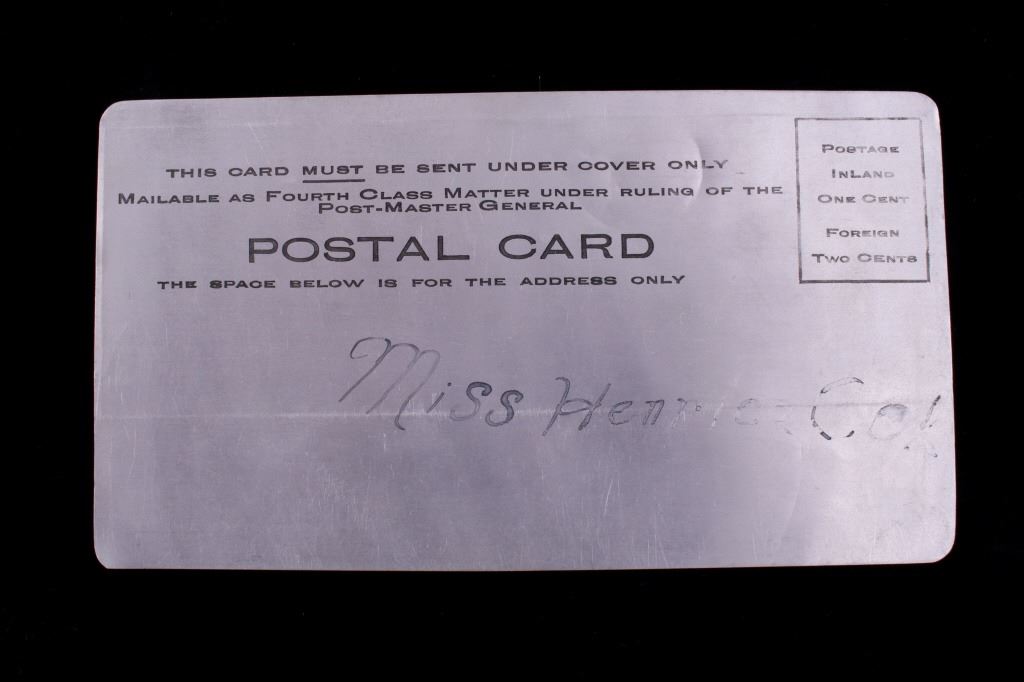 THIS CARD MUST BE SENT UNDER COVER ONLY
MAILABLE AS FOURTH CLASS MATTER UNDER RULING OF THE
POST-MASTER GENERAL
POSTAL CARD
THE SPACE BELOW IS FOR THE ADDRESS ONLY
POSTAGE
INLAND
ONE CENT
FOREIGN
TWO CENTS
Miss